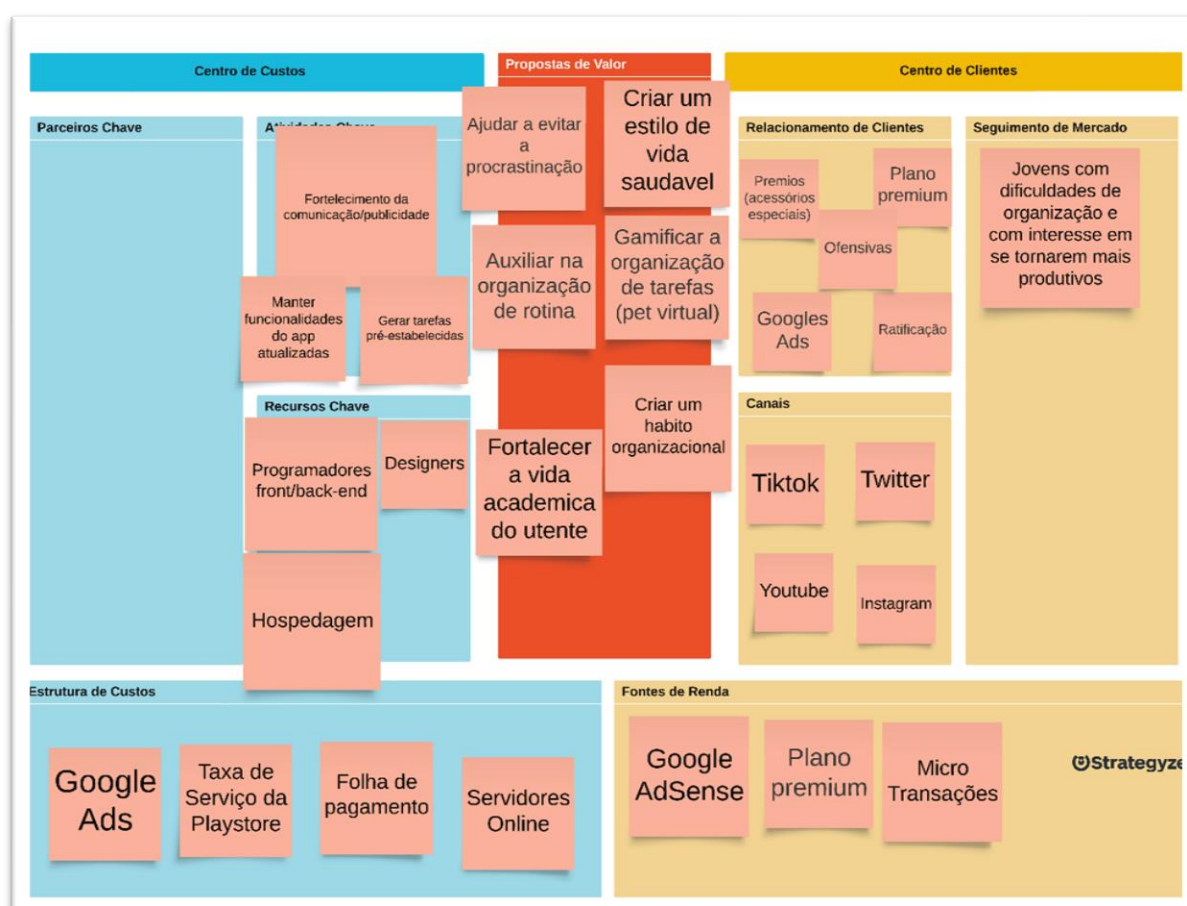 Centro de Custos
Propostas de Valor
Centro de Clientes
Parceiros Chave
Atividades Chave
Fortelecimento da
comunicação/publicidade
Manter
funcionalidades
do app
atualizadas
Gerar tarefas
pré-estabelecidas
Recursos Chave
Programadores
front/back-end
Designers
Hospedagem
Ajudar a evitar
a
procrastinação
Criar um
estilo de
vida
saudavel
Auxiliar na
organização
de rotina
Gamificar a
organização
de tarefas
(pet virtual)
Criar um
habito
organizacional
Fortalecer
a vida
academica
do utente
Relacionamento de Clientes
Premios
(acessórios
especiais)
Plano
premium
Ofensivas
Googles
Ads
Ratificação
Canais
Tiktok
Twitter
Youtube
Instagram
Seguimento de Mercado
Jovens com
dificuldades de
organização e
com interesse em
se tornarem mais
produtivos
Estrutura de Custos
Google
Ads
Taxa de
Serviço da
Playstore
Folha de
pagamento
Servidores
Online
Fontes de Renda
Google
AdSense
Plano
premium
Micro
Transações
Strategyze